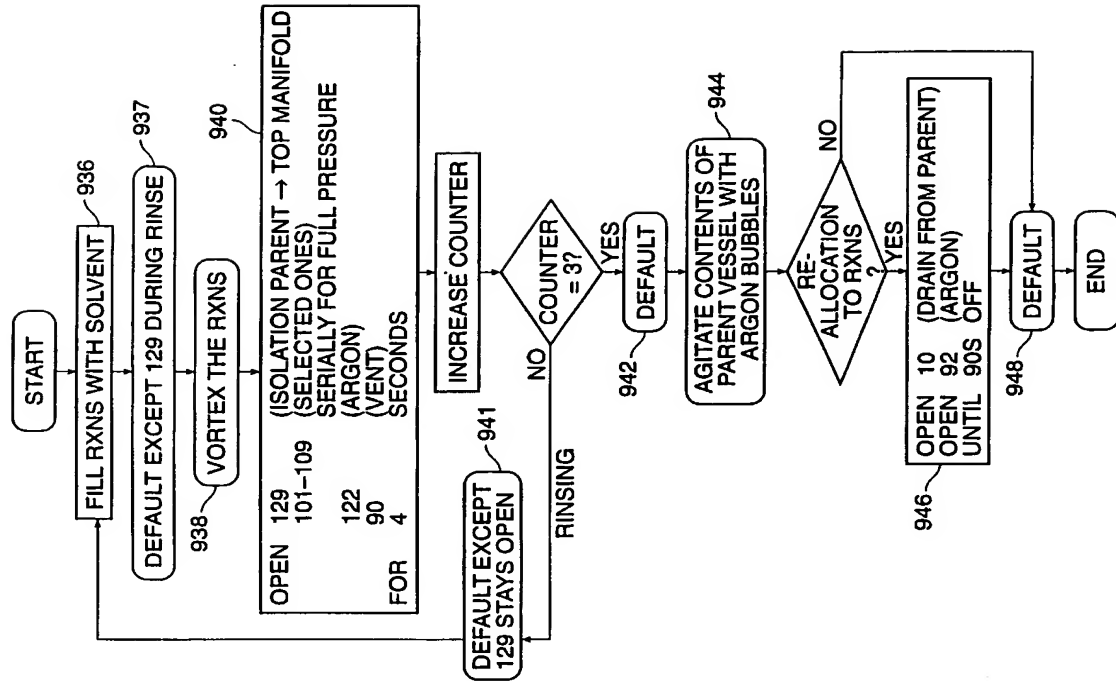 START
FILL RXNS WITH SOLVENT
936
DEFAULT EXCEPT 129 DURING RINSE
937
VORTEX THE RXNS
938
940
OPEN 129 (ISOLATION PARENT → TOP MANIFOLD
101–109 (SELECTED ONES)
SERIALLY FOR FULL PRESSURE
122 (ARGON)
90 (VENT)
FOR 4 SECONDS
INCREASE COUNTER
COUNTER
= 3?
NO
RINSING
DEFAULT EXCEPT
129 STAYS OPEN
941
YES
DEFAULT
942
AGITATE CONTENTS OF
PARENT VESSEL WITH
ARGON BUBBLES
944
RE-
ALLOCATION
TO RXNS
?
NO
YES
OPEN 10 (DRAIN FROM PARENT)
OPEN 92 (ARGON)
UNTIL 90S OFF
946
DEFAULT
948
END